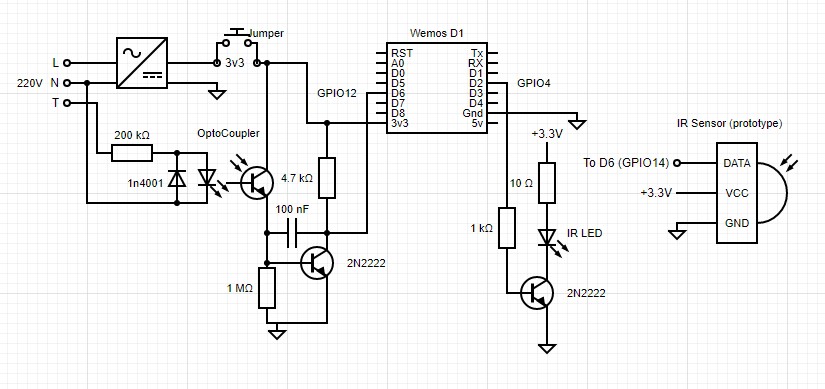 Jumper
Wemos D1
L
3v3
220V N
T
RST
A0
D0
D5
D6
D7
D8
3v3
Tx
RX
D1
D2
D3
D4
Gnd
5v
GPIO12
GPIO4
+3.3V
IR Sensor (prototype)
200 kΩ
OptoCoupler
1n4001
4.7 kΩ
100 nF
10 Ω
To D6 (GPIO14)
DATA
+3.3V
VCC
GND
1 kΩ
IR LED
2N2222
1 MΩ
2N2222